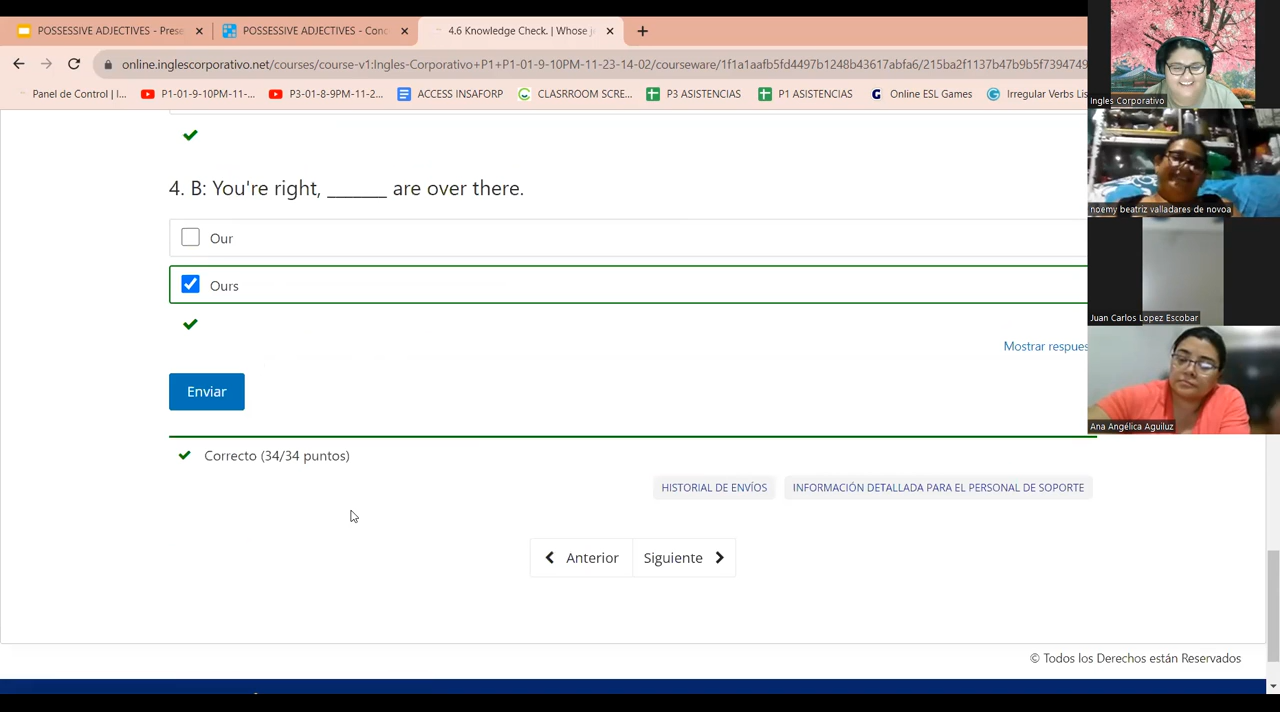 POSSESSIVE ADJECTIVES - Prese
POSSESSIVE ADJECTIVES - Conc
4.6 Knowledge Check. | Whose j
online.inglescorporativo.net/courses/course-v1:Ingles-Corporativo+P1+P1-01-9-10PM-11-23-14-02/courseware/1f1a1aafb5fd4497b1248b43617abfa6/215ba2f1137b47b9b5f7394749
Panel de Control | I...
P1-01-9-10PM-11-...
P3-01-8-9PM-11-2...
ACCESS INSAFORP
CLASRROOM SCRE...
P3 ASISTENCIAS
P1 ASISTENCIAS
Online ESL Games
Irregular Verbs Lis
Ingles Corporativo
noemy beatriz valladares de novoa
Juan Carlos Lopez Escobar
Ana Angélica Aguiluz
4. B: You're right, ______ are over there.
Our
Ours
Mostrar respues
Enviar
Correcto (34/34 puntos)
HISTORIAL DE ENVÍOS
INFORMACIÓN DETALLADA PARA EL PERSONAL DE SOPORTE
Anterior
Siguiente
© Todos los Derechos están Reservados